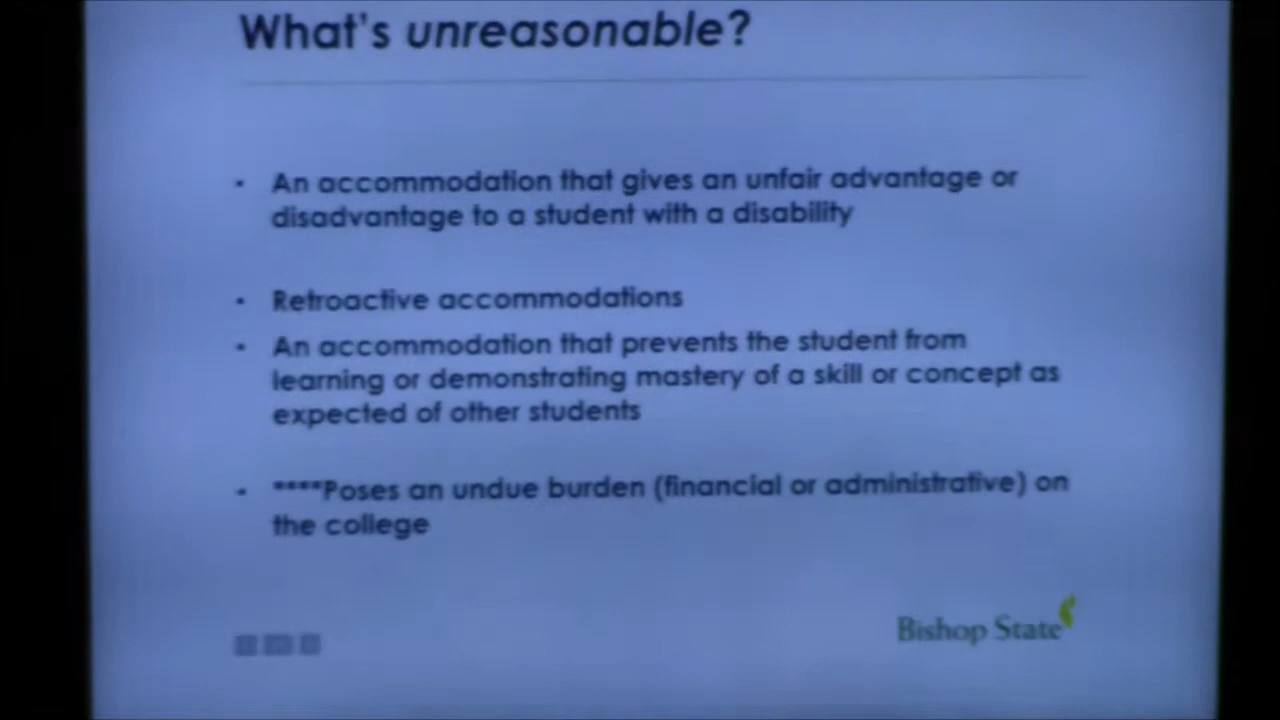 What's unreasonable?
• An accommodation that gives an unfair advantage or
disadvantage to a student with a disability
• Retroactive accommodations
• An accommodation that prevents the student from
learning or demonstrating mastery of a skill or concept as
expected of other students
• ****Poses an undue burden (financial or administrative) on
the college
Bishop State